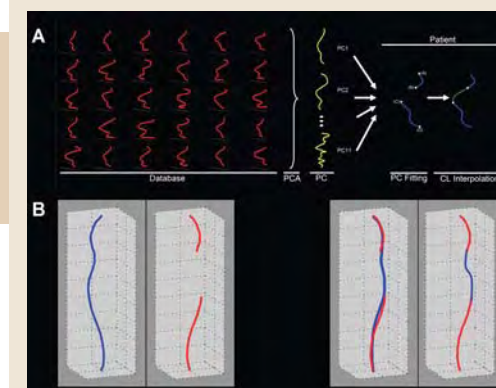 A
Patient
PC1
PC2
PC11
Database
PCA
PC
PC Fitting
CL Interpolation
B